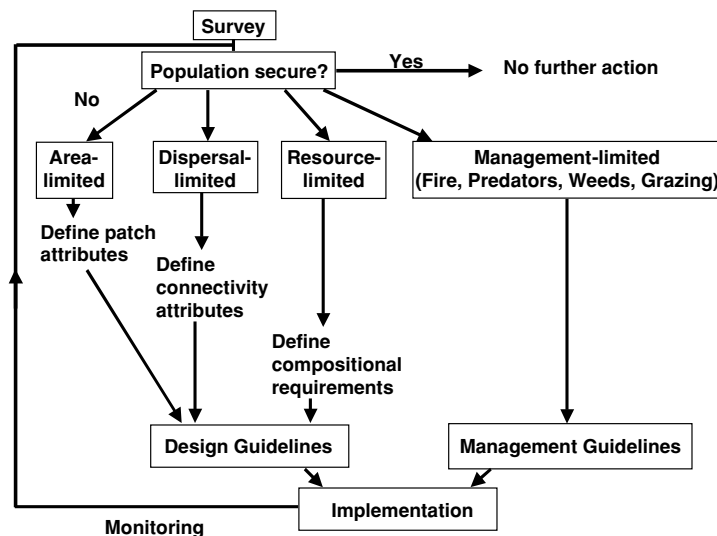 Survey
Population secure?
Yes
No further action
No
Area-
limited
Dispersal-
limited
Resource-
limited
Management-limited
(Fire, Predators, Weeds, Grazing)
Define patch
attributes
Define
connectivity
attributes
Define
compositional
requirements
Design Guidelines
Management Guidelines
Implementation
Monitoring